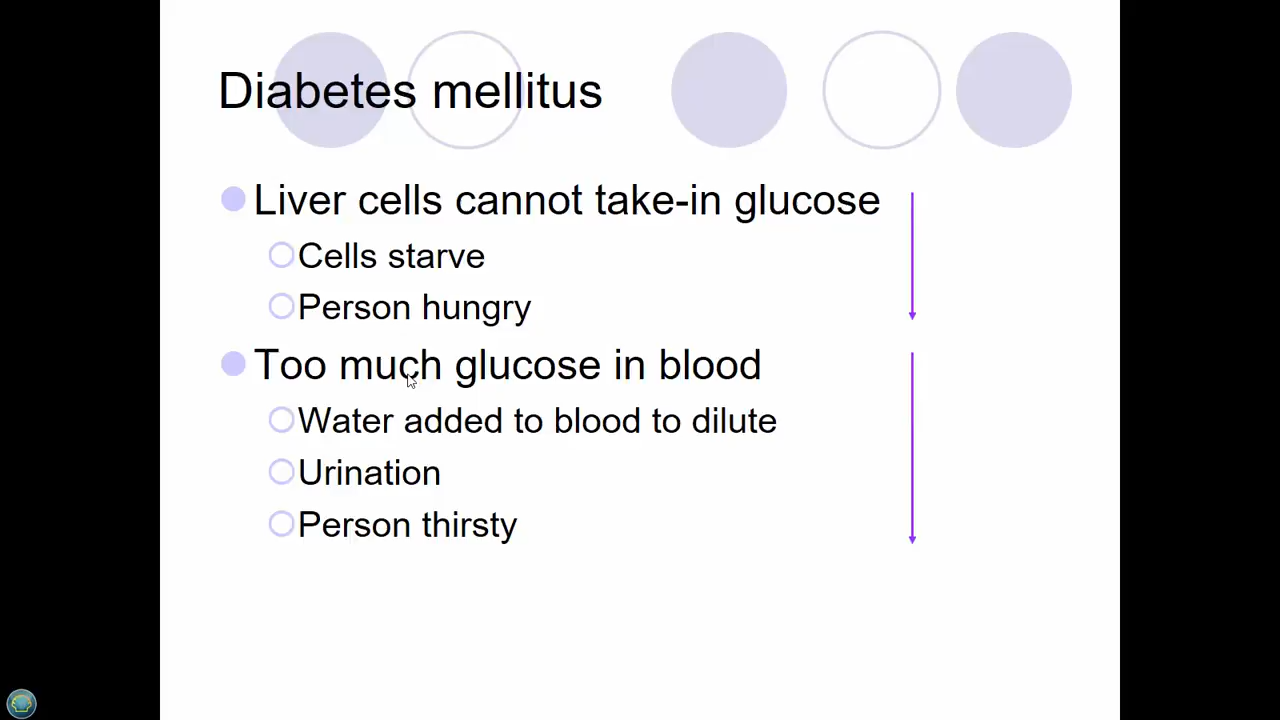 Diabetes mellitus
Liver cells cannot take-in glucose
Cells starve
Person hungry
Too much glucose in blood
Water added to blood to dilute
Urination
Person thirsty